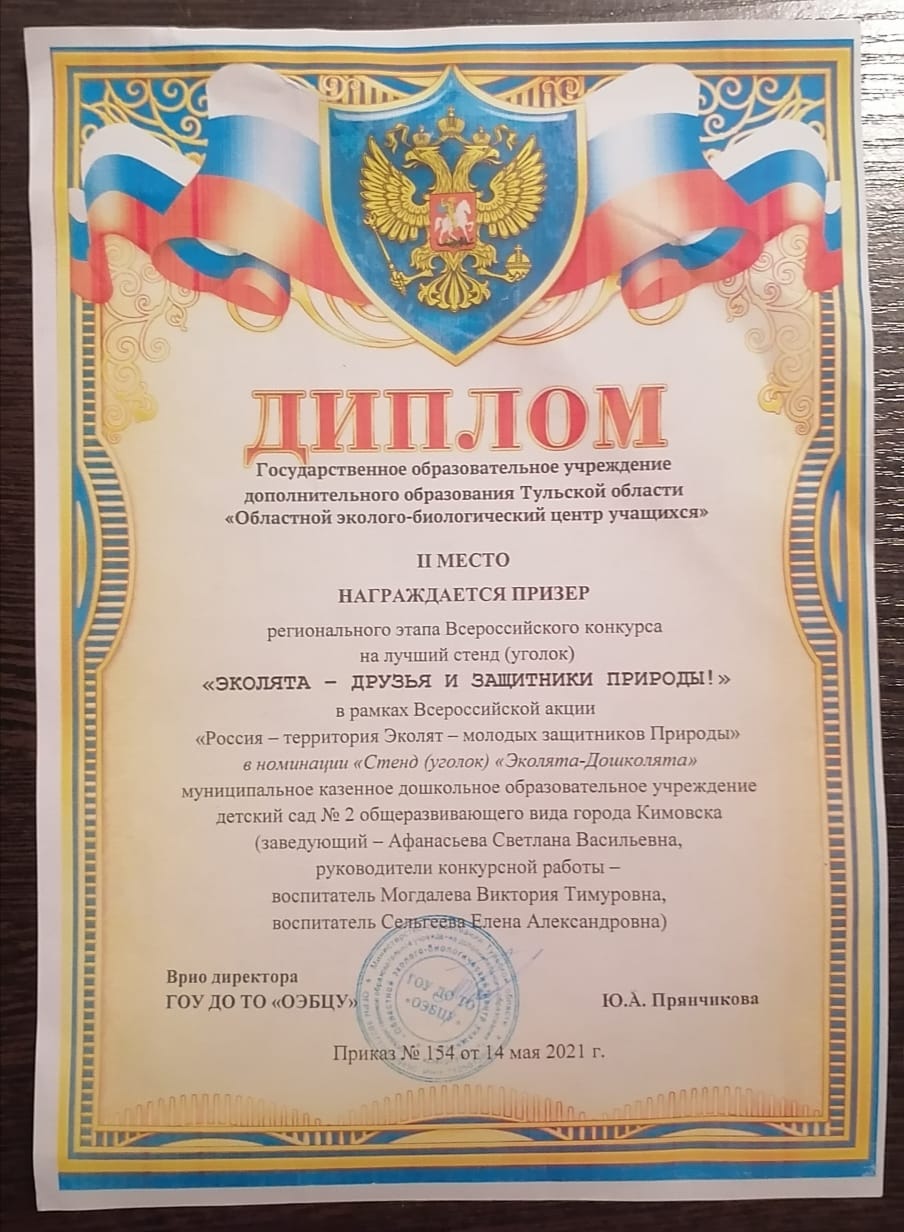 ДИПЛОМ
Государственное образовательное учреждение
дополнительного образования Тульской области
«Областной эколого-биологический центр учащихся»
II МЕСТО
НАГРАЖДАЕТСЯ ПРИЗЕР
регионального этапа Всероссийского конкурса
на лучший стенд (уголок)
«ЭКОЛЯТА – ДРУЗЬЯ И ЗАЩИТНИКИ ПРИРОДЫ!»
в рамках Всероссийской акции
«Россия – территория Эколят – молодых защитников Природы»
в номинации «Стенд (уголок) «Эколята-Дошколята»
муниципальное казенное дошкольное образовательное учреждение
детский сад № 2 общеразвивающего вида города Кимовска
(заведующий – Афанасьева Светлана Васильевна,
руководители конкурсной работы –
воспитатель Могдалева Виктория Тимуровна,
воспитатель Сельгеева Елена Александровна)
Врио директора
ГОУ ДО ТО «ОЭБЦУ»
Ю.А. Прянчикова
ГОУ ДО ТО
«ОЭБЦУ»
Приказ № 154 от 14 мая 2021 г.